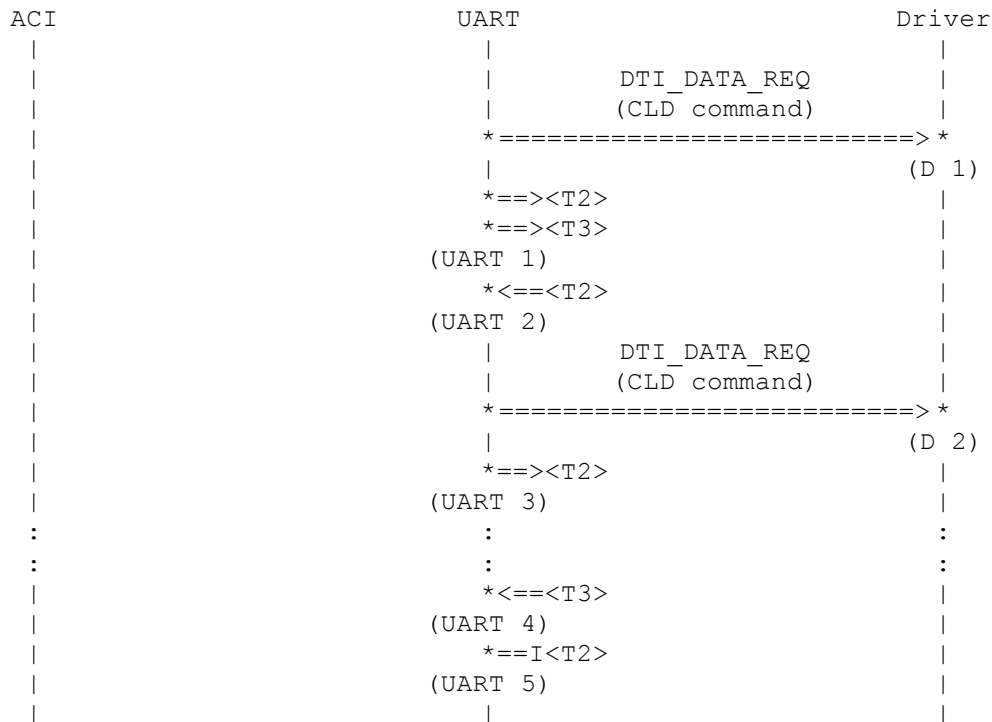 ACI UART Driver
| | |
| | DTI_DATA_REQ |
| | (CLD command) |
| *==========================>*
| | (D 1)
| *==><T2> |
| *==><T3> |
| (UART 1) |
| *<==<T2> |
| (UART 2) |
| | DTI_DATA_REQ |
| | (CLD command) |
| *==========================>*
| | (D 2)
| *==><T2> |
| (UART 3) |
: : :
: : :
| *<==<T3> |
| (UART 4) |
| *==I<T2> |
| (UART 5) |
| | |